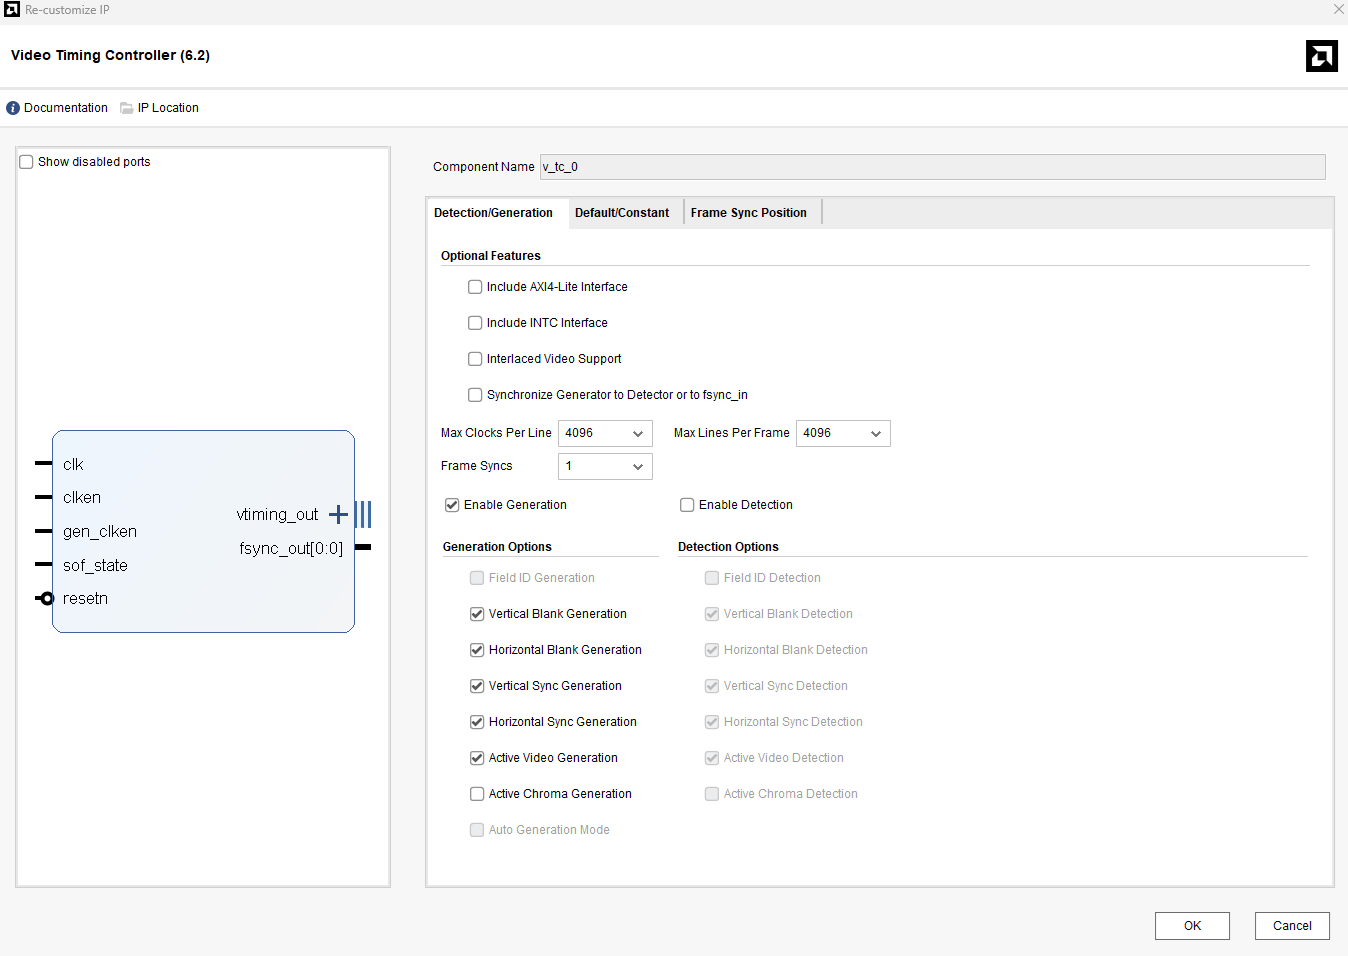 Re-customize IP
Video Timing Controller (6.2)
Documentation IP Location
Show disabled ports
clk
clken
gen_clken
sof_state
resetn
vtiming_out
fsync_out[0:0]
Component Name v_tc_0
Detection/Generation Default/Constant Frame Sync Position
Optional Features
Include AXI4-Lite Interface
Include INTC Interface
Interlaced Video Support
Synchronize Generator to Detector or to fsync_in
Max Clocks Per Line 4096 Max Lines Per Frame 4096
Frame Syncs 1
Enable Generation Enable Detection
Generation Options Detection Options
Field ID Generation Field ID Detection
Vertical Blank Generation Vertical Blank Detection
Horizontal Blank Generation Horizontal Blank Detection
Vertical Sync Generation Vertical Sync Detection
Horizontal Sync Generation Horizontal Sync Detection
Active Video Generation Active Video Detection
Active Chroma Generation Active Chroma Detection
Auto Generation Mode
OK Cancel